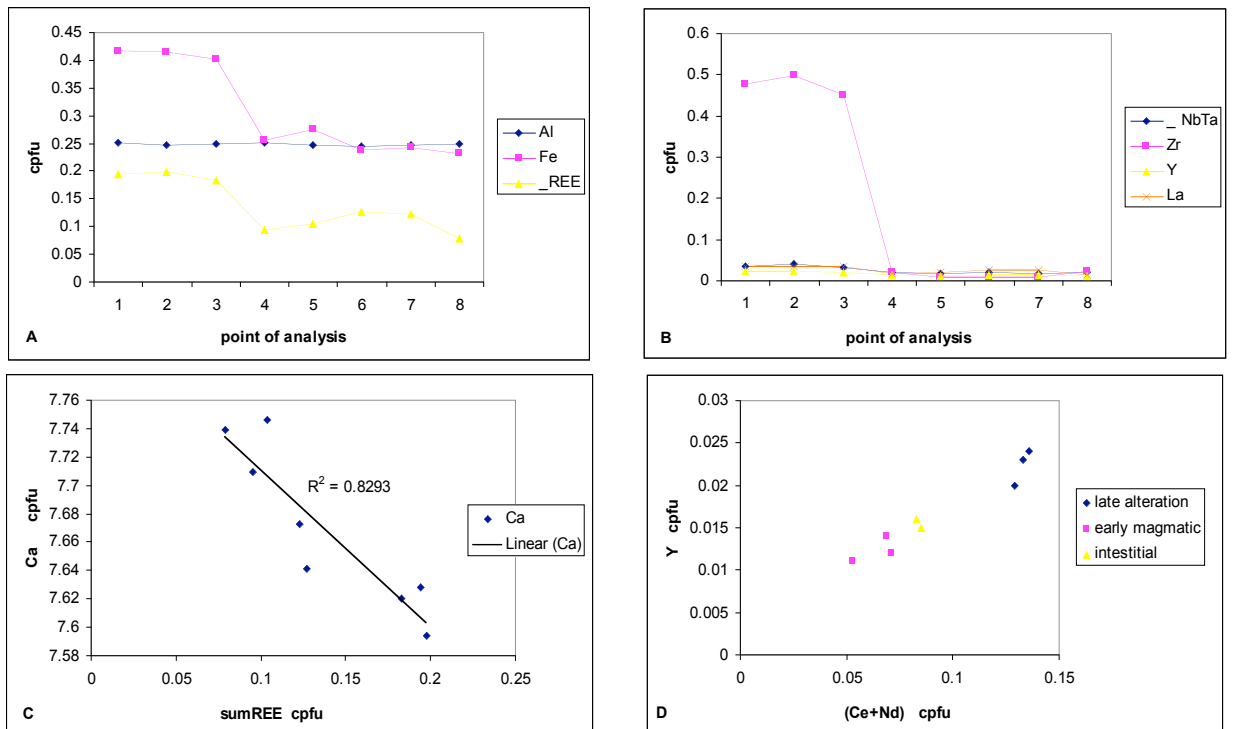 0.45
0.4
0.35
0.3
0.25
0.2
0.15
0.1
0.05
0
cpfu
1 2 3 4 5 6 7 8
point of analysis
A
Al
Fe
_REE
0.6
0.5
0.4
0.3
0.2
0.1
0
cpfu
1 2 3 4 5 6 7 8
point of analysis
B
_ NbTa
Zr
Y
La
7.76
7.74
7.72
7.7
7.68
7.66
7.64
7.62
7.6
7.58
Ca cpfu
R² = 0.8293
0 0.05 0.1 0.15 0.2 0.25
sumREE cpfu
C
Ca
Linear (Ca)
0.03
0.025
0.02
0.015
0.01
0.005
0
Y cpfu
0 0.05 0.1 0.15
(Ce+Nd) cpfu
D
late alteration
early magmatic
intestitial